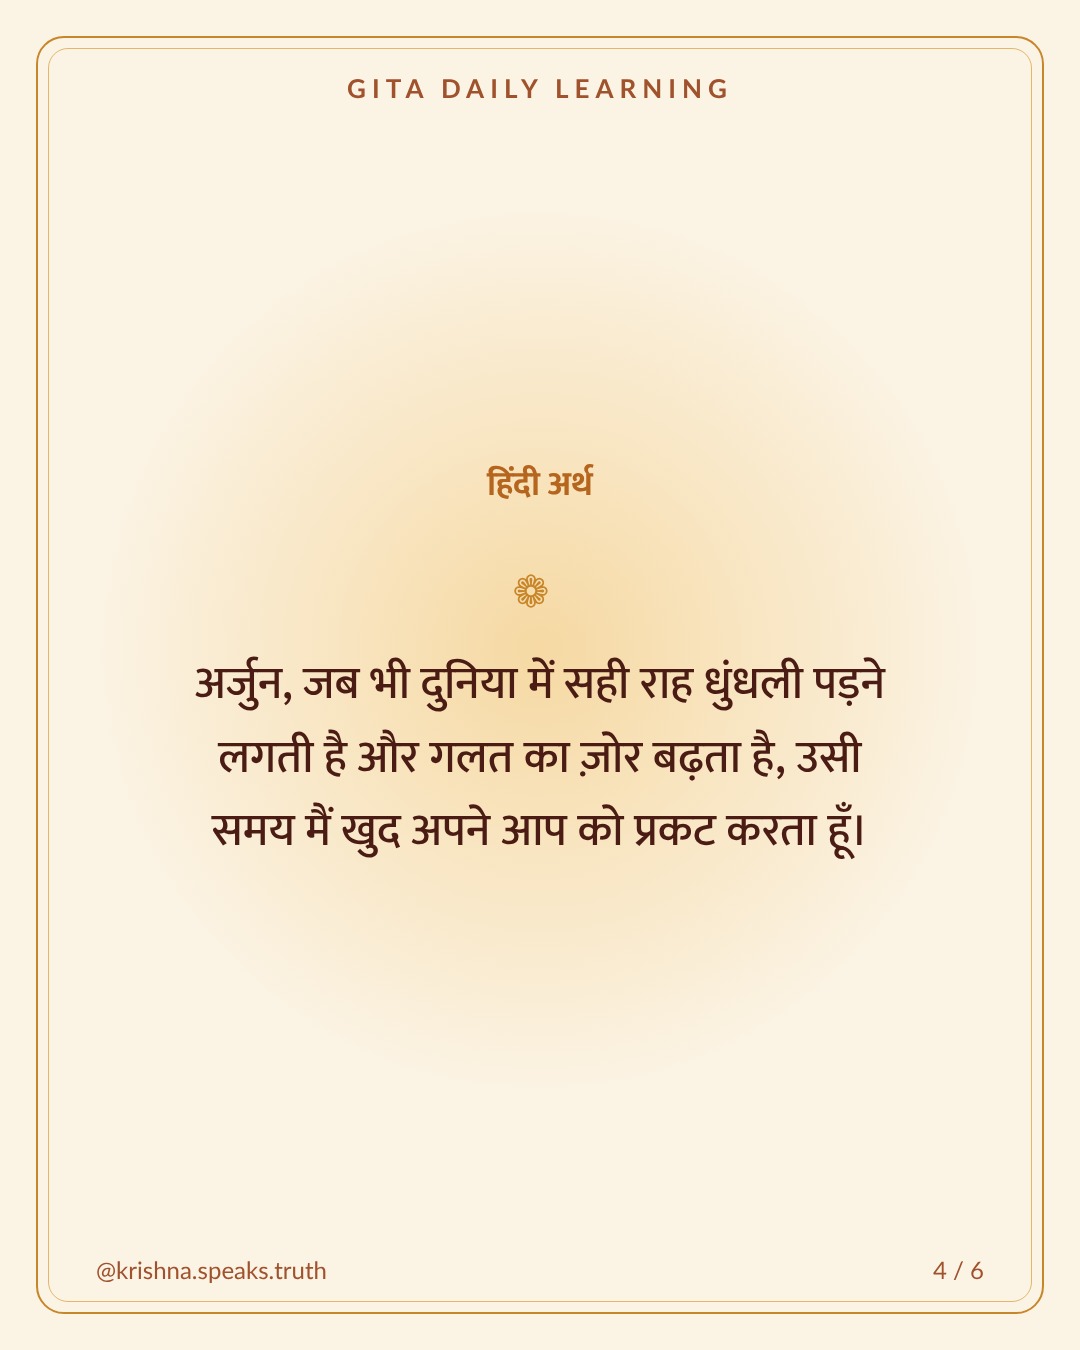 GITA DAILY LEARNING
हिंदी अर्थ
अर्जुन, जब भी दुनिया में सही राह धुंधली पड़ने
लगती है और गलत का ज़ोर बढ़ता है, उसी
समय मैं खुद अपने आप को प्रकट करता हूँ।
@krishna.speaks.truth
4 / 6